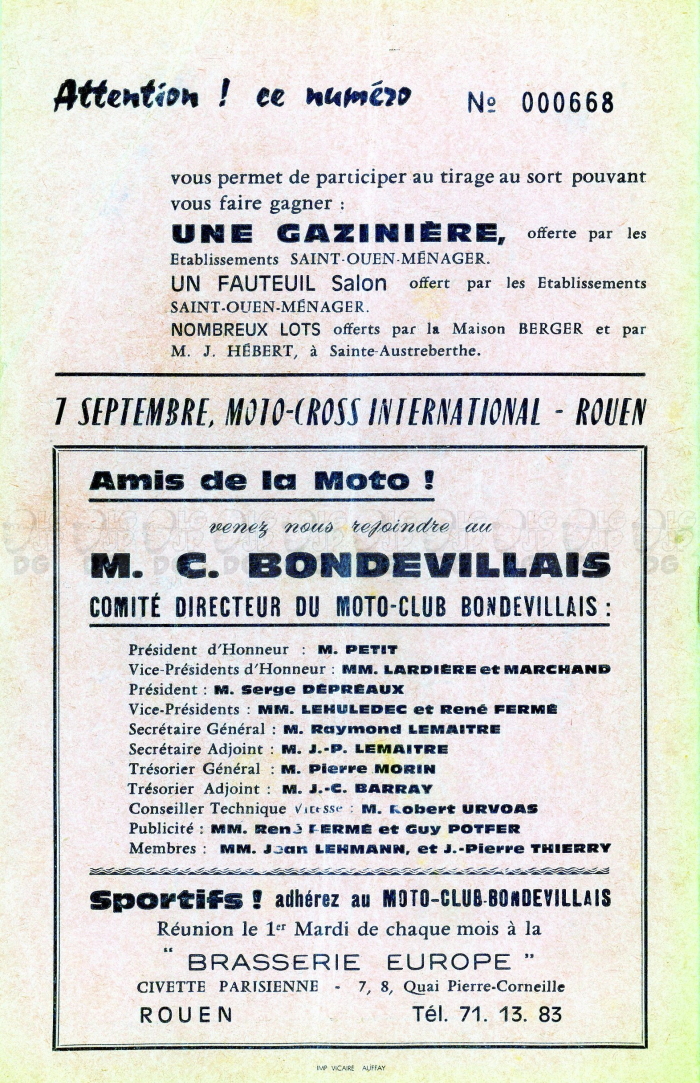 Attention ! ce numéro Nº 000668
vous permet de participer au tirage au sort pouvant
vous faire gagner :
UNE GAZINIÈRE, offerte par les
Etablissements SAINT-OUEN-MÉNAGER.
UN FAUTEUIL Salon offert par les Etablissements
SAINT-OUEN-MÉNAGER.
NOMBREUX LOTS offerts par la Maison BERGER et par
M. J. HÉBERT, à Sainte-Austreberthe.
7 SEPTEMBRE, MOTO-CROSS INTERNATIONAL - ROUEN
Amis de la Moto !
venez nous rejoindre au
M. C. BONDEVILLAIS
COMITÉ DIRECTEUR DU MOTO-CLUB BONDEVILLAIS :
Président d'Honneur : M. PETIT
Vice-Présidents d'Honneur : MM. LARDIÈRE et MARCHAND
Président : M. Serge DÉPRÉAUX
Vice-Présidents : MM. LEHULEDEC et René FERMÉ
Secrétaire Général : M. Raymond LEMAITRE
Secrétaire Adjoint : M. J.-P. LEMAITRE
Trésorier Général : M. Pierre MORIN
Trésorier Adjoint : M. J.-C. BARRAY
Conseiller Technique Vitesse : M. Robert URVOAS
Publicité : MM. René FERMÉ et Guy POTFER
Membres : MM. Jean LEHMANN, et J.-Pierre THIERRY
Sportifs ! adhérez au MOTO-CLUB-BONDEVILLAIS
Réunion le 1er Mardi de chaque mois à la
" BRASSERIE EUROPE "
CIVETTE PARISIENNE - 7, 8, Quai Pierre-Corneille
ROUEN Tél. 71. 13. 83
IMP VICAIRE AUFFAY